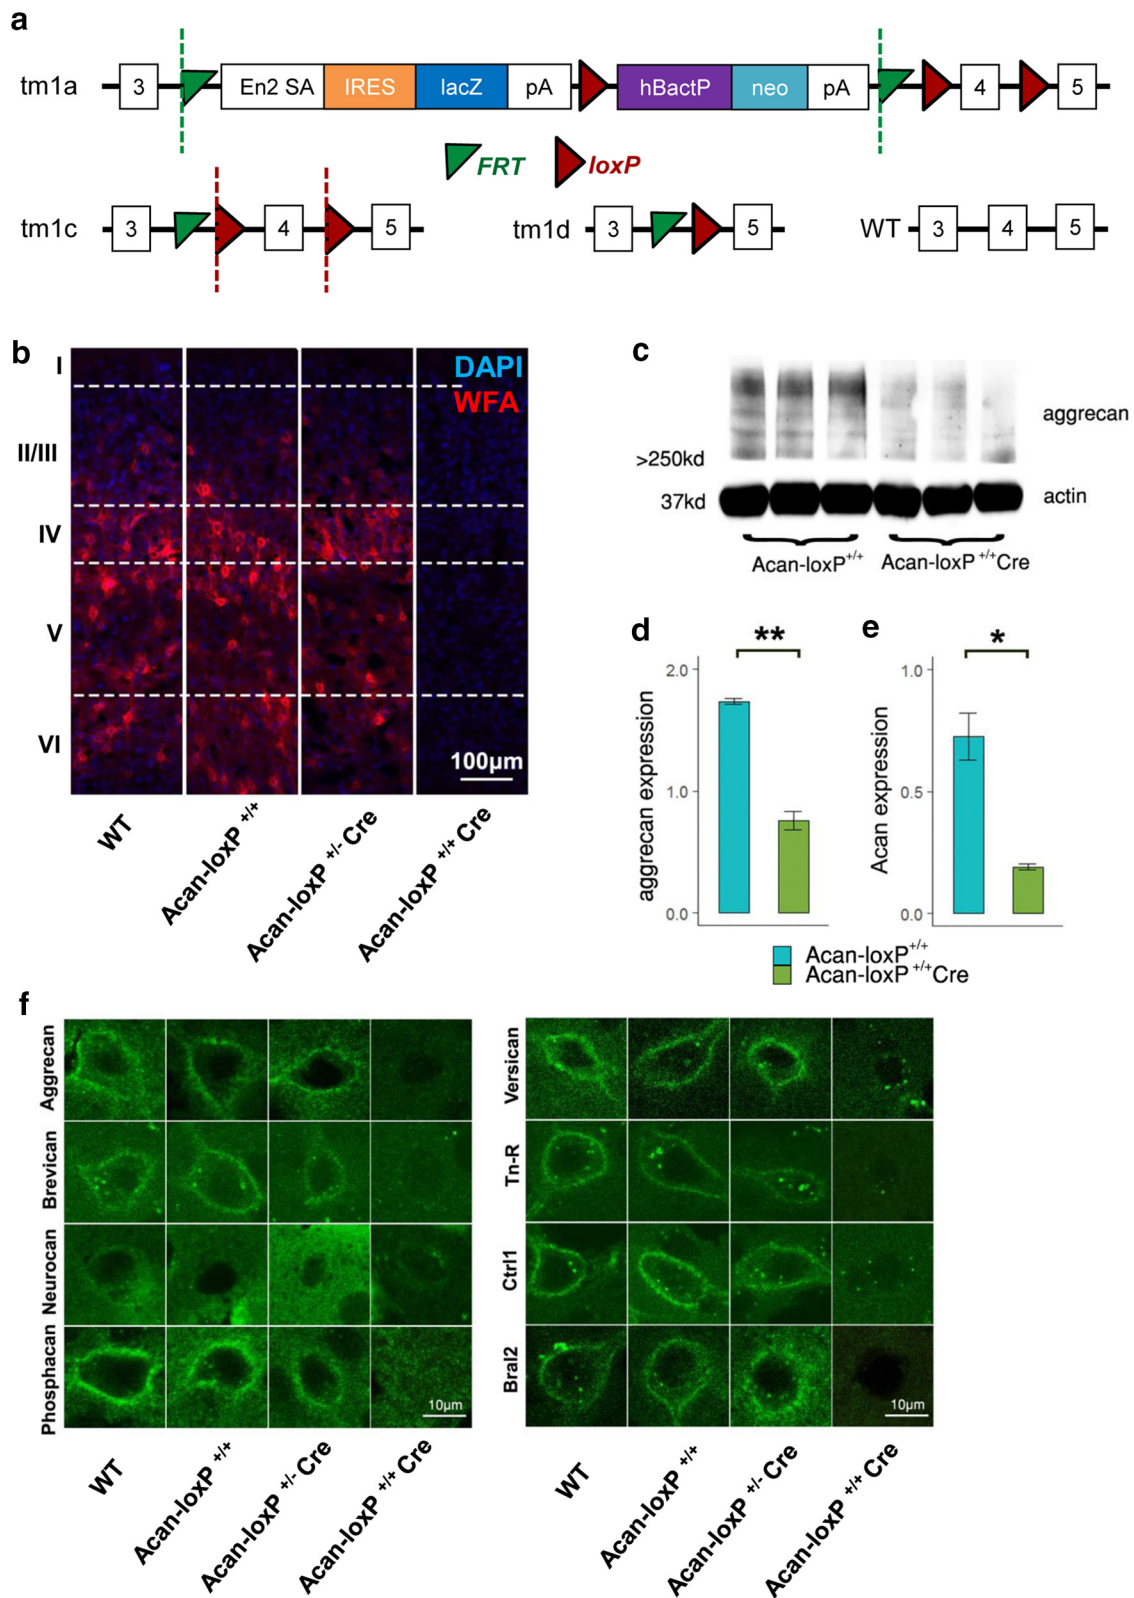 a
tm1a 3 En2 SA IRES lacZ pA hBactP neo pA 4 5
FRT loxP
tm1c 3 4 5 tm1d 3 5 WT 3 4 5
b
I
II/III
IV
V
VI
DAPI
WFA
100μm
WT
Acan-loxP +/+
Acan-loxP +/- Cre
Acan-loxP +/+ Cre
c
aggrecan
>250kd
37kd actin
Acan-loxP+/+ Acan-loxP +/+Cre
d
**
aggrecan expression
2.0
1.0
0.0
e
*
Acan expression
1.0
0.5
0.0
Acan-loxP+/+
Acan-loxP +/+Cre
f
Aggrecan
Brevican
Neurocan
Phosphacan
10μm
WT
Acan-loxP +/+
Acan-loxP +/- Cre
Acan-loxP +/+ Cre
Versican
Tn-R
Ctrl1
Bral2
10μm
WT
Acan-loxP +/+
Acan-loxP +/- Cre
Acan-loxP +/+ Cre